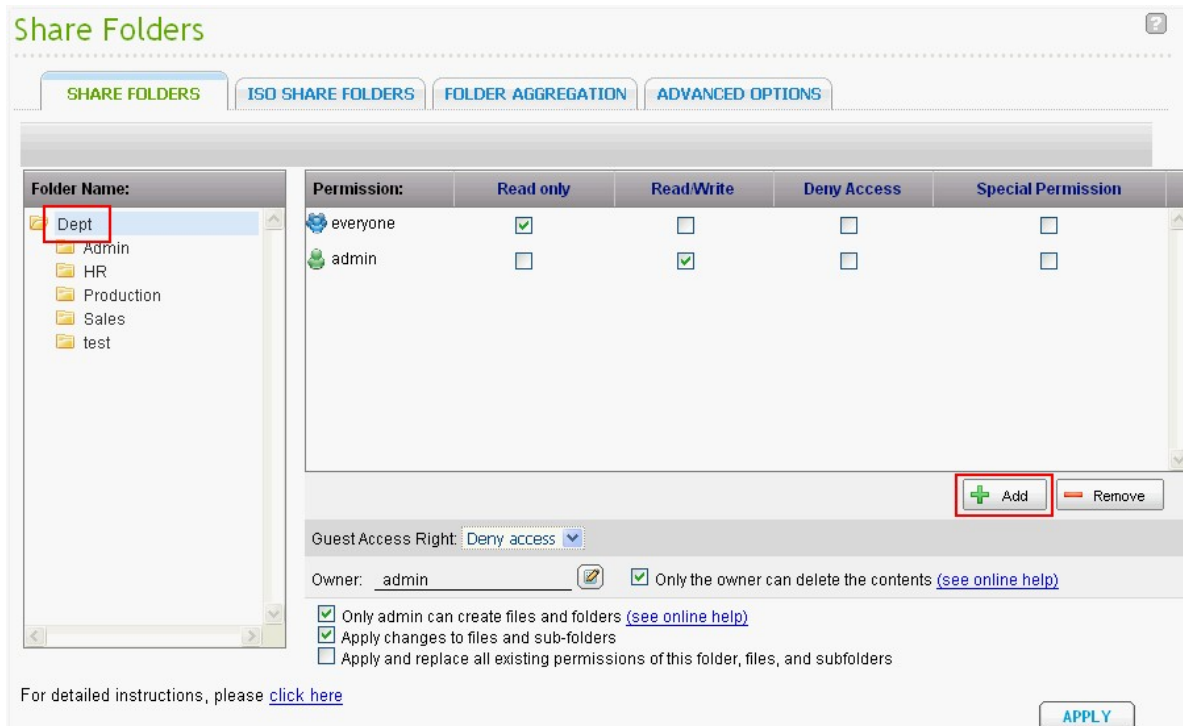 Share Folders
?
SHARE FOLDERS ISO SHARE FOLDERS FOLDER AGGREGATION ADVANCED OPTIONS
Folder Name:
Dept
Admin
HR
Production
Sales
test
Permission: Read only Read/Write Deny Access Special Permission
everyone
admin
Add Remove
Guest Access Right: Deny access
Owner: admin Only the owner can delete the contents (see online help)
Only admin can create files and folders (see online help)
Apply changes to files and sub-folders
Apply and replace all existing permissions of this folder, files, and subfolders
For detailed instructions, please click here
APPLY